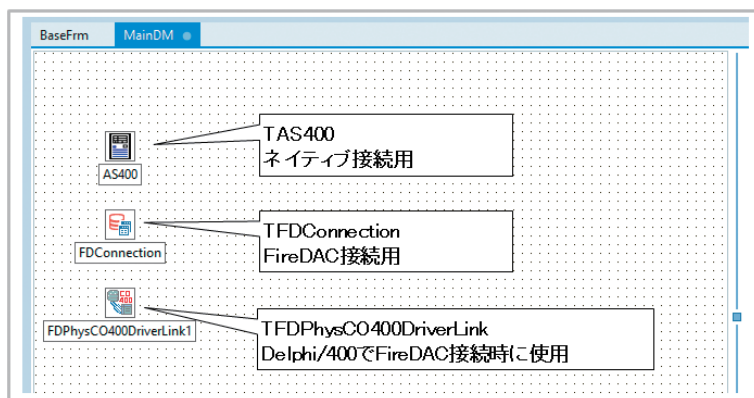 BaseFrm
MainDM
TAS400
ネイティブ接続用
AS400
TFDConnection
FireDAC接続用
FDConnection
TFDPhysCO400DriverLink
Delphi/400でFireDAC接続時に使用
CO
400
FDPhysCO400DriverLink1